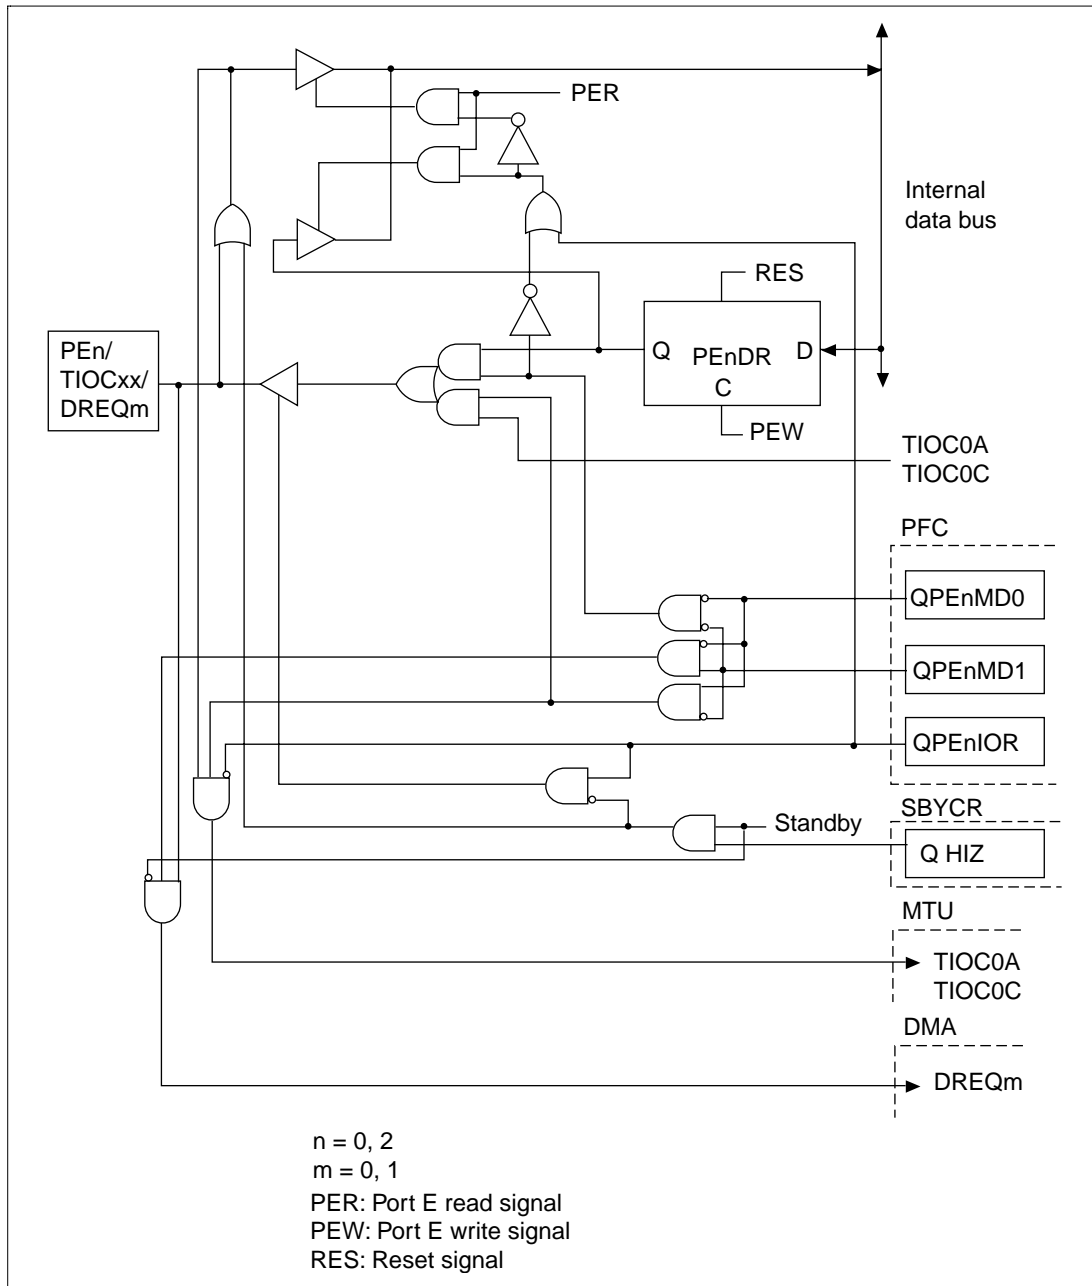 PER
Internal
data bus
RES
PEn/
TIOCxx/
DREQm
Q
PEnDR
D
C
PEW
TIOC0A
TIOC0C
PFC
QPEnMD0
QPEnMD1
QPEnIOR
SBYCR
Standby
Q HIZ
MTU
TIOC0A
TIOC0C
DMA
DREQm
n = 0, 2
m = 0, 1
PER: Port E read signal
PEW: Port E write signal
RES: Reset signal